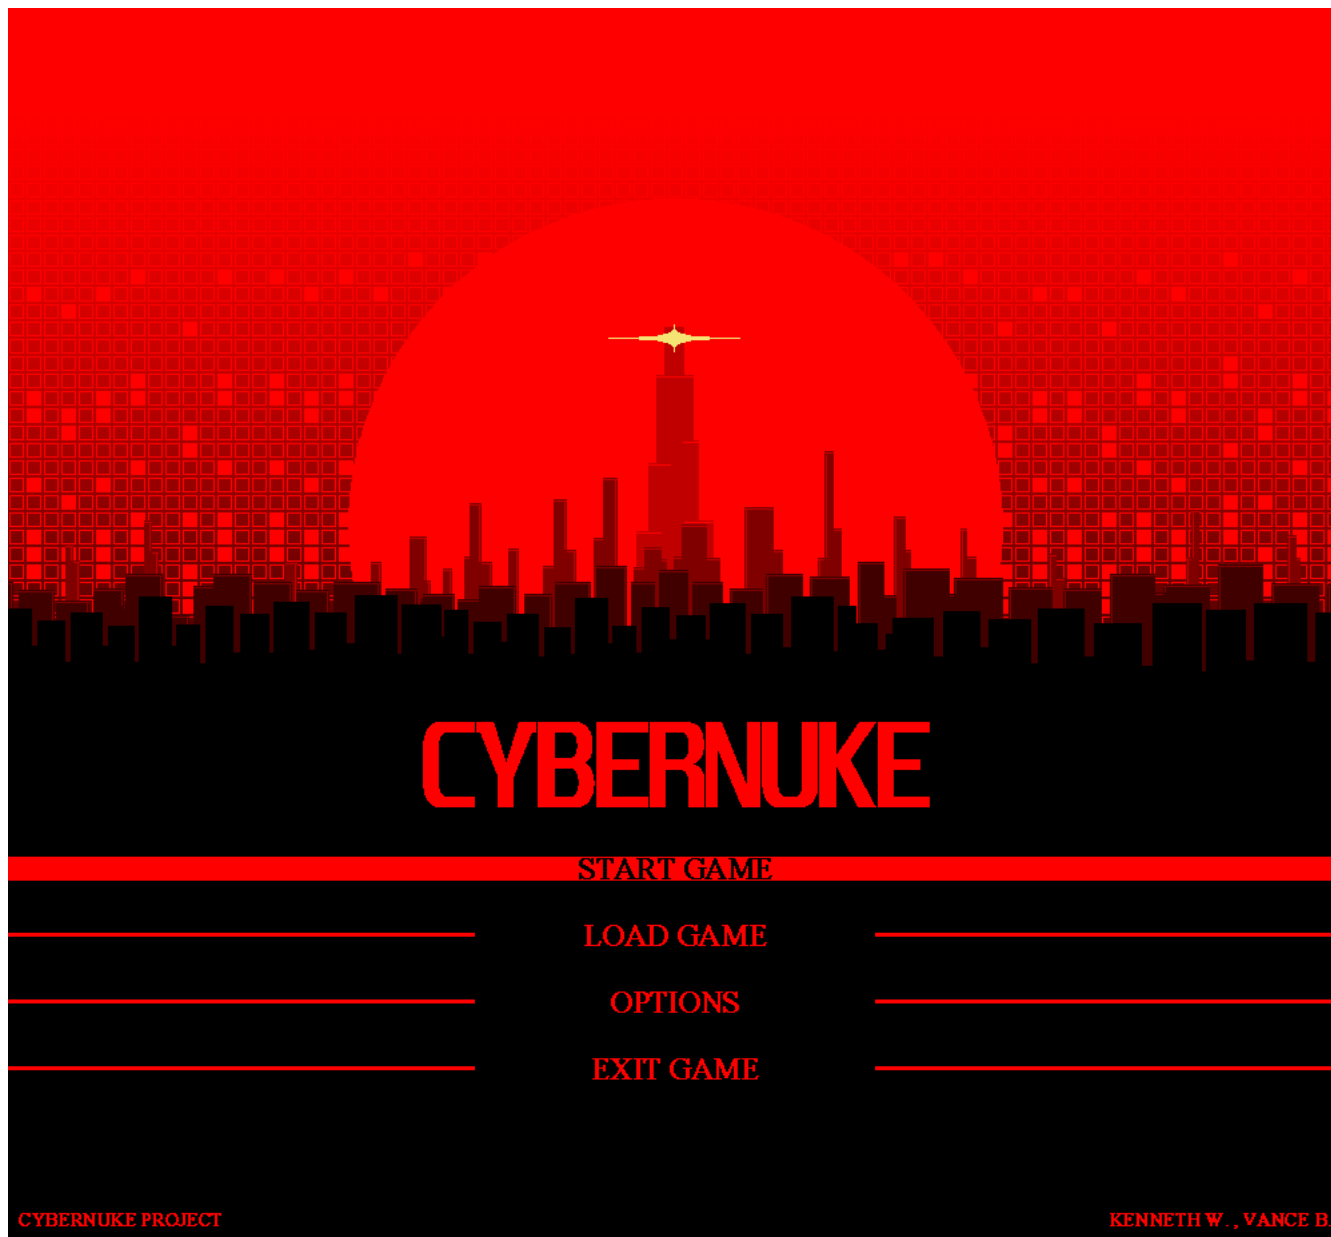 CYBERNUKE
START GAME
LOAD GAME
OPTIONS
EXIT GAME
CYBERNUKE PROJECT
KENNETH W. , VANCE B.